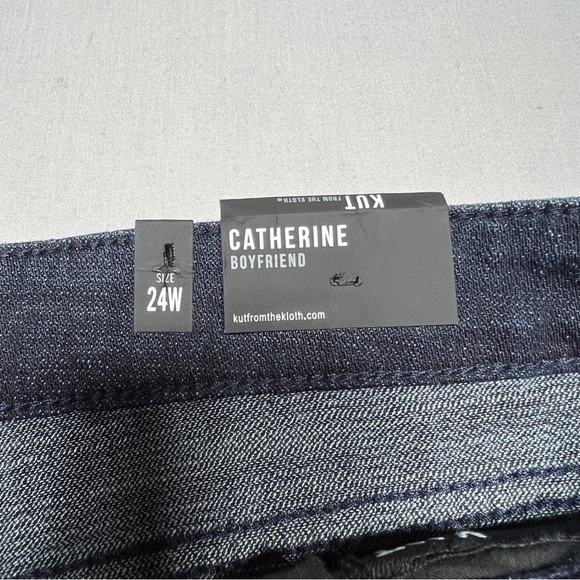 KUT
FROM THE KLOTH®
CATHERINE
BOYFRIEND
kutfromthekloth.com
SIZE
24W